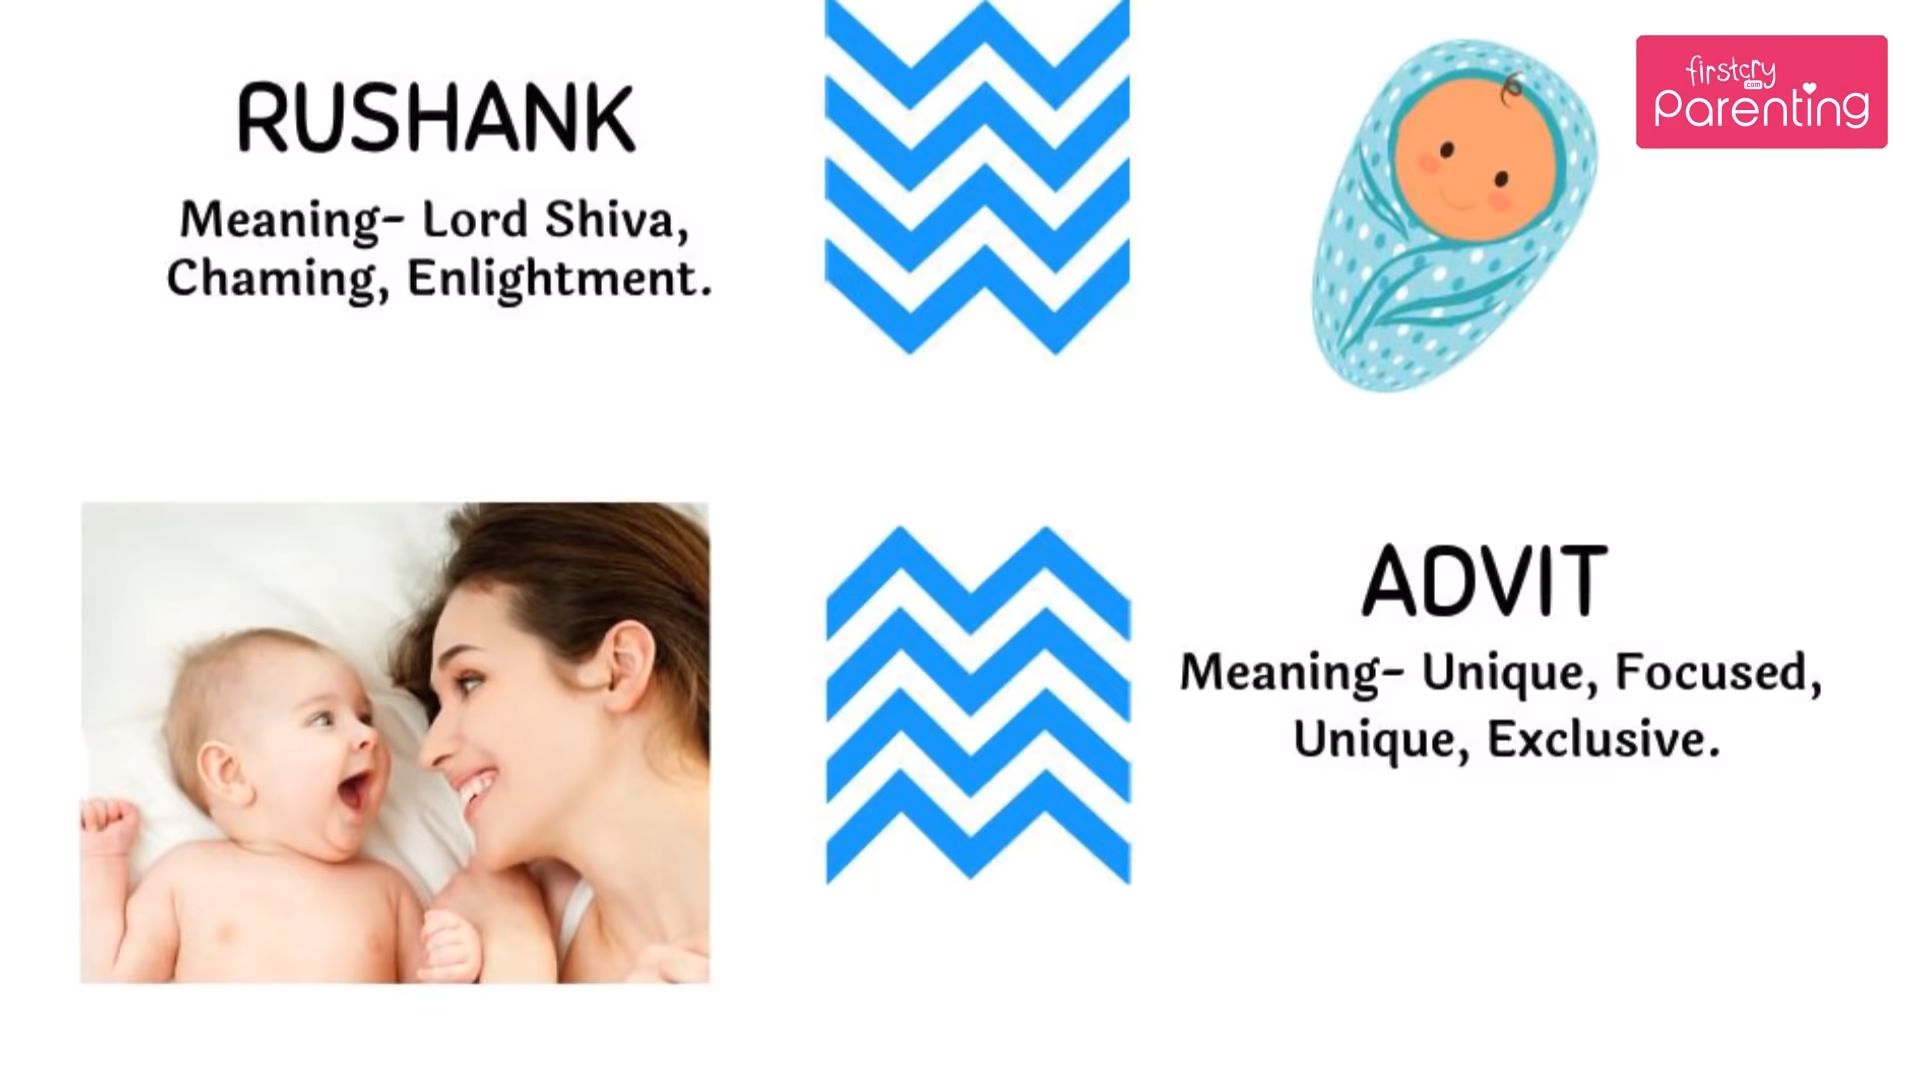 RUSHANK
Meaning- Lord Shiva,
Chaming, Enlightment.
firstcry
.com
Parenting
ADVIT
Meaning- Unique, Focused,
Unique, Exclusive.